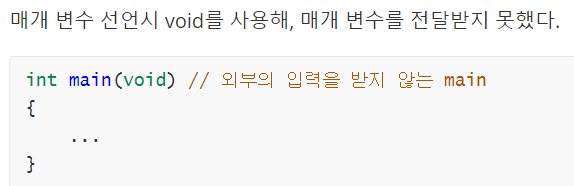 매개 변수 선언시 void를 사용해, 매개 변수를 전달받지 못했다.
int main(void) // 외부의 입력을 받지 않는 main
{
    ...
}